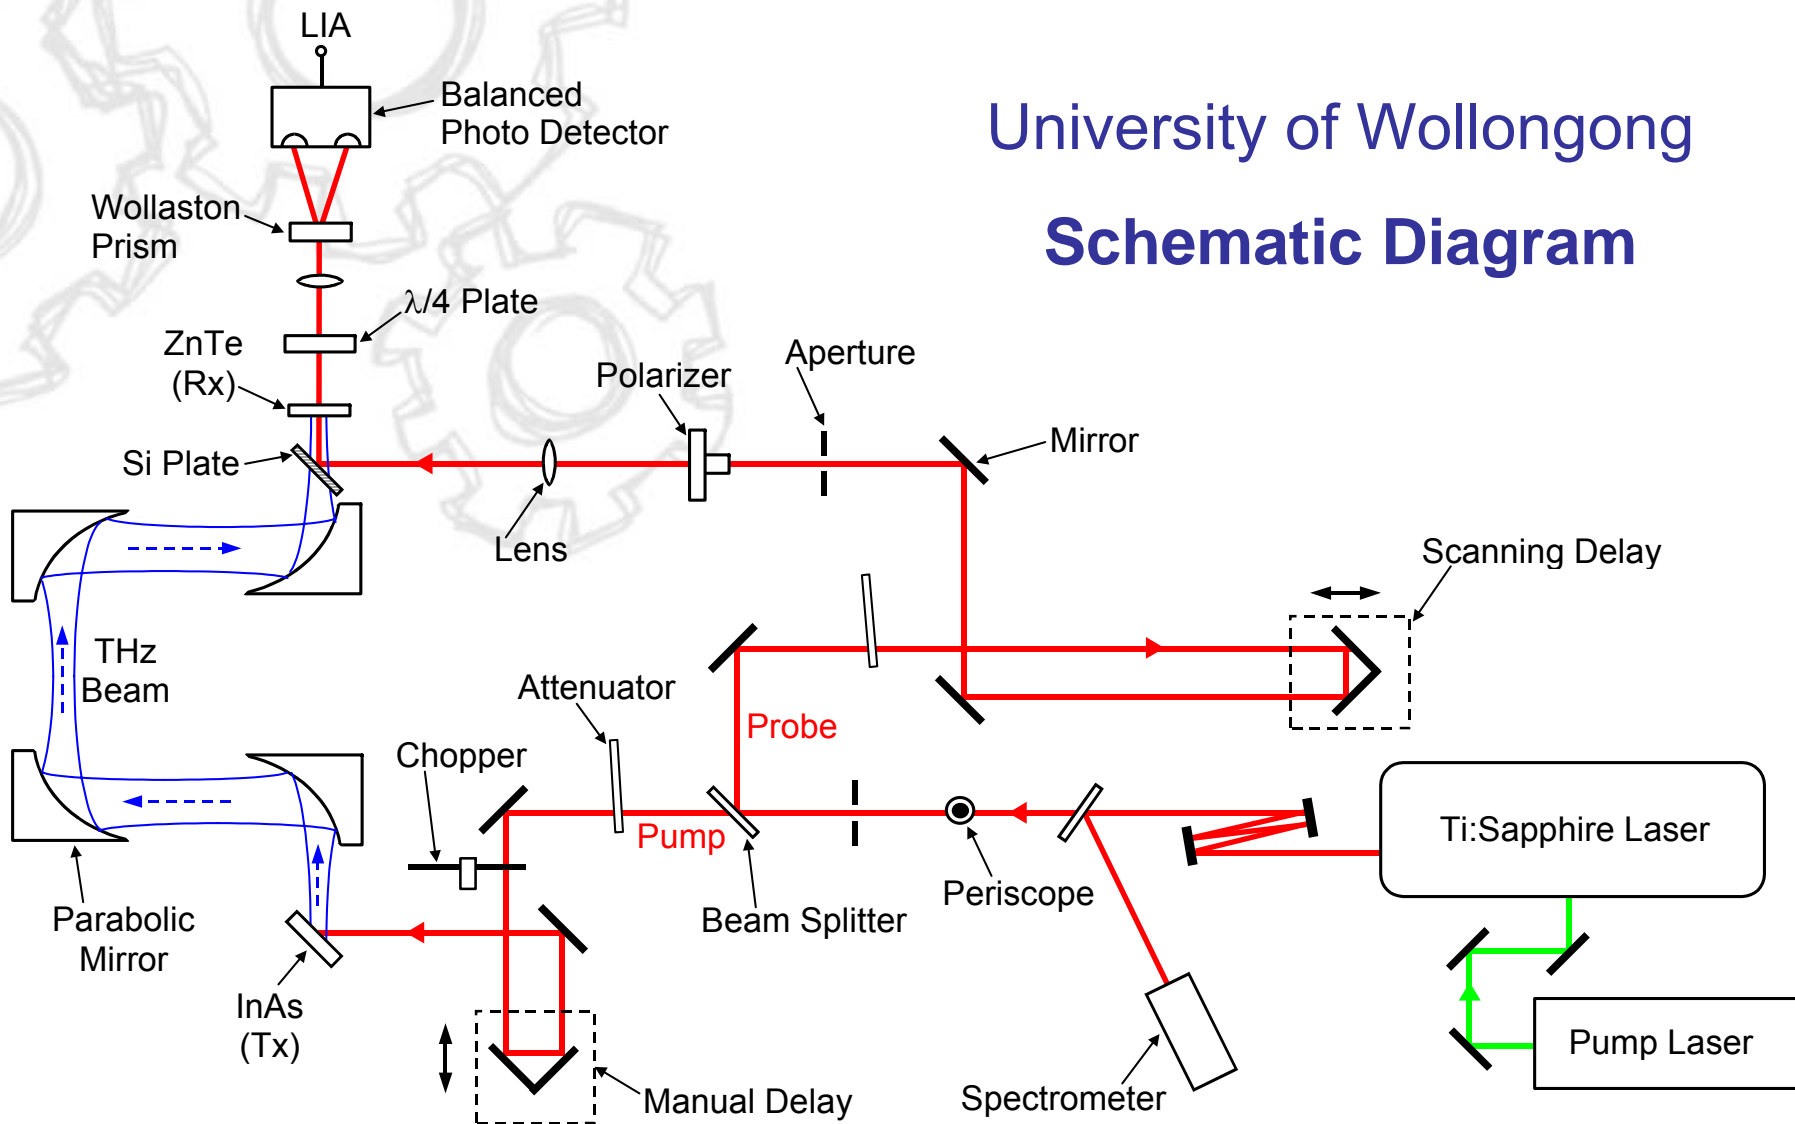 LIA
Balanced
Photo Detector
University of Wollongong
Schematic Diagram
Wollaston
Prism
λ/4 Plate
ZnTe
(Rx)
Polarizer
Aperture
Mirror
Si Plate
Lens
Scanning Delay
THz
Beam
Attenuator
Probe
Chopper
Pump
Ti:Sapphire Laser
Periscope
Beam Splitter
Parabolic
Mirror
InAs
(Tx)
Pump Laser
Manual Delay
Spectrometer